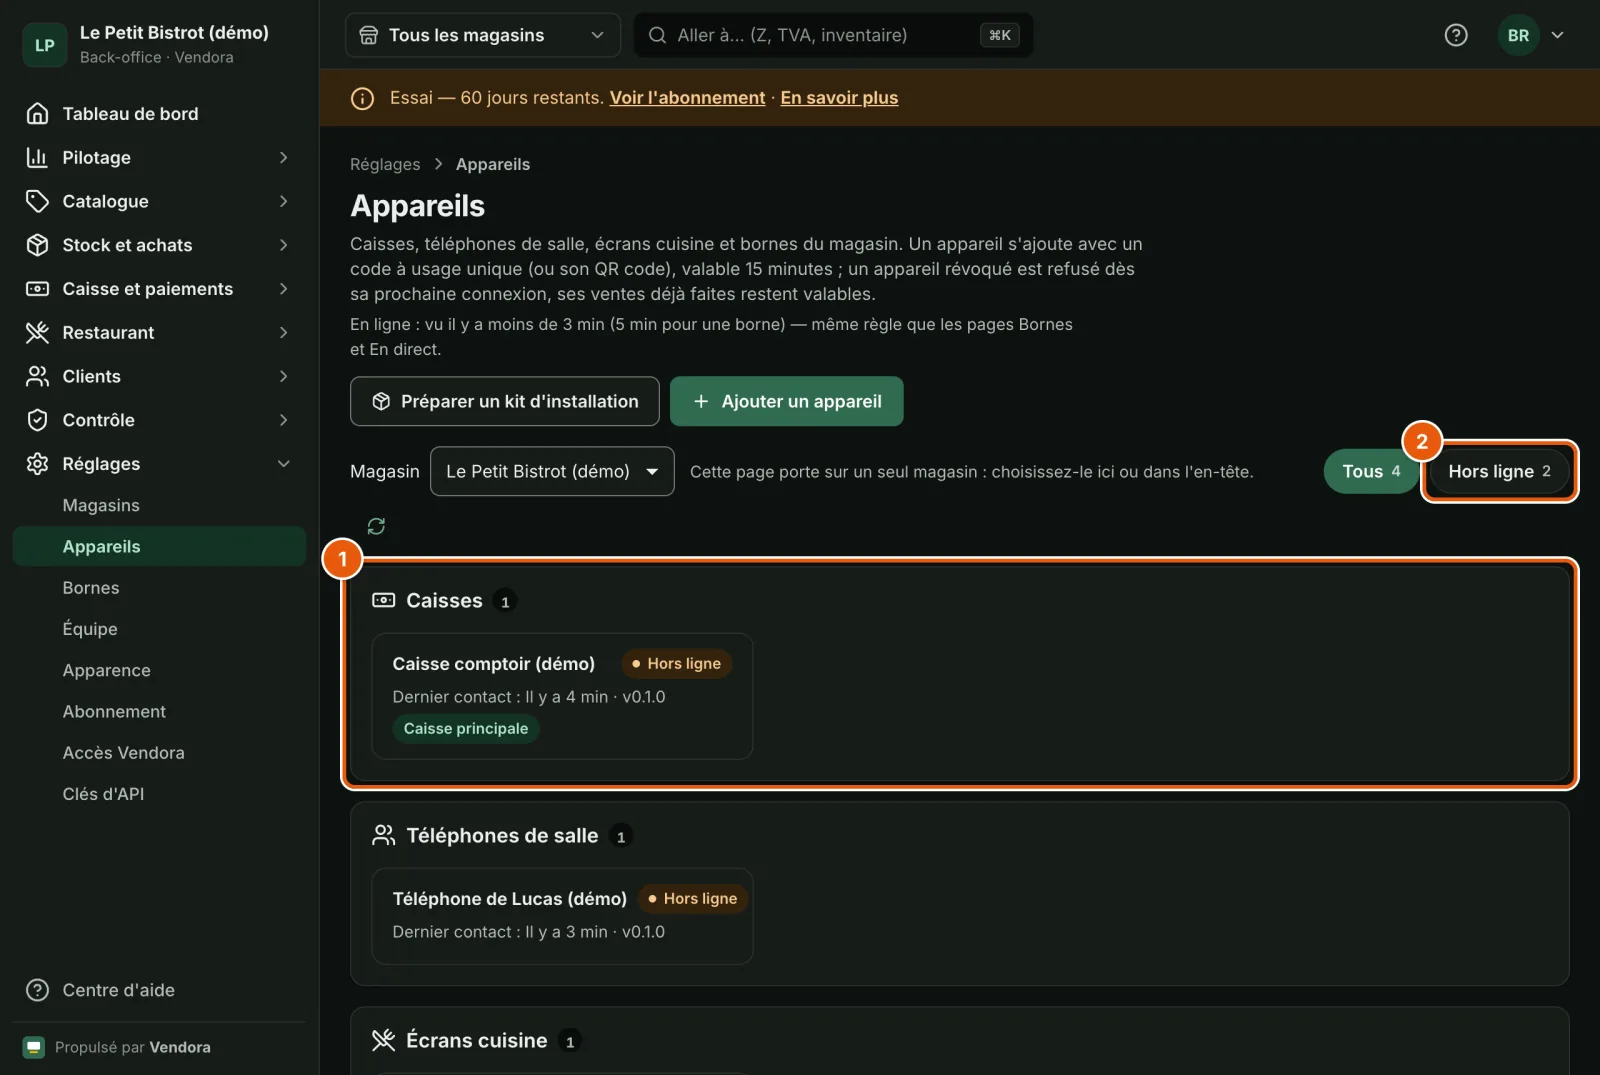 LP
Le Petit Bistrot (démo)
Back-office · Vendora
Tous les magasins
Aller à... (Z, TVA, inventaire)
⌘K
BR
Essai — 60 jours restants. Voir l'abonnement · En savoir plus
Tableau de bord
Pilotage
Catalogue
Stock et achats
Caisse et paiements
Restaurant
Clients
Contrôle
Réglages
Magasins
Appareils
Bornes
Équipe
Apparence
Abonnement
Accès Vendora
Clés d'API
Centre d'aide
Propulsé par Vendora
Réglages > Appareils
Appareils
Caisses, téléphones de salle, écrans cuisine et bornes du magasin. Un appareil s'ajoute avec un
code à usage unique (ou son QR code), valable 15 minutes ; un appareil révoqué est refusé dès
sa prochaine connexion, ses ventes déjà faites restent valables.
En ligne : vu il y a moins de 3 min (5 min pour une borne) — même règle que les pages Bornes
et En direct.
Préparer un kit d'installation
+ Ajouter un appareil
Magasin
Le Petit Bistrot (démo)
Cette page porte sur un seul magasin : choisissez-le ici ou dans l'en-tête.
Tous 4
2
Hors ligne 2
1
Caisses 1
Caisse comptoir (démo)
Hors ligne
Dernier contact : Il y a 4 min · v0.1.0
Caisse principale
Téléphones de salle 1
Téléphone de Lucas (démo)
Hors ligne
Dernier contact : Il y a 3 min · v0.1.0
Écrans cuisine 1